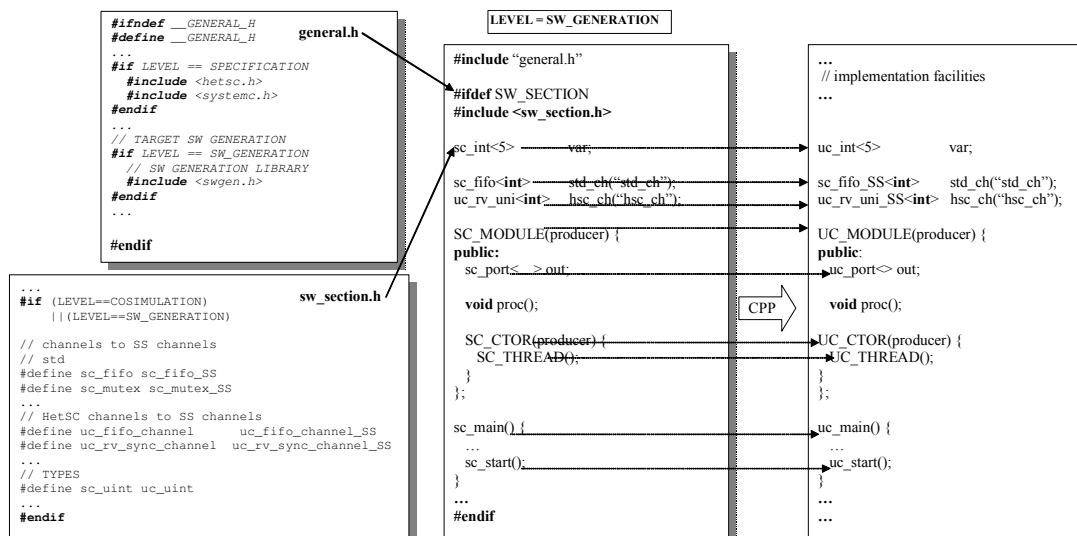 #ifndef __GENERAL_H
#define __GENERAL_H
...
#if LEVEL == SPECIFICATION
#include <hetsc.h>
#include <systemc.h>
#endif
...
// TARGET SW GENERATION
#if LEVEL == SW_GENERATION
// SW GENERATION LIBRARY
#include <swgen.h>
#endif
...
#endif
general.h
...
#if (LEVEL==COSIMULATION)
||(LEVEL==SW_GENERATION)
// channels to SS channels
// std
#define sc_fifo sc_fifo_SS
#define sc_mutex sc_mutex_SS
...
// HetSC channels to SS channels
#define uc_fifo_channel uc_fifo_channel_SS
#define uc_rv_sync_channel uc_rv_sync_channel_SS
...
// TYPES
#define sc_uint uc_uint
...
#endif
sw_section.h
LEVEL = SW_GENERATION
#include “general.h”
#ifdef SW_SECTION
#include <sw_section.h>
sc_int<5> var;
sc_fifo<int> std_ch(“std_ch”);
uc_rv_uni<int> hsc_ch(“hsc_ch”);
SC_MODULE(producer) {
public:
sc_port<...> out;
void proc();
SC_CTOR(producer) {
SC_THREAD();
}
};
sc_main() {
...
sc_start();
}
...
#endif
CPP
...
// implementation facilities
...
uc_int<5> var;
sc_fifo_SS<int> std_ch(“std_ch”);
uc_rv_uni_SS<int> hsc_ch(“hsc_ch”);
UC_MODULE(producer) {
public:
uc_port<> out;
void proc();
UC_CTOR(producer) {
UC_THREAD();
}
};
uc_main() {
...
uc_start();
}
...
...